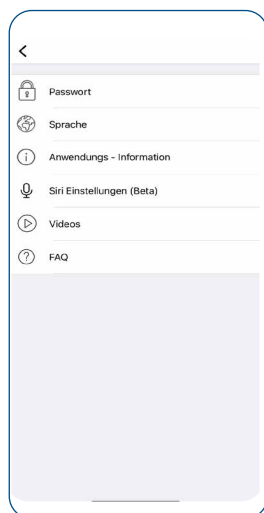 Passwort
Sprache
Anwendungs - Information
Siri Einstellungen (Beta)
Videos
FAQ